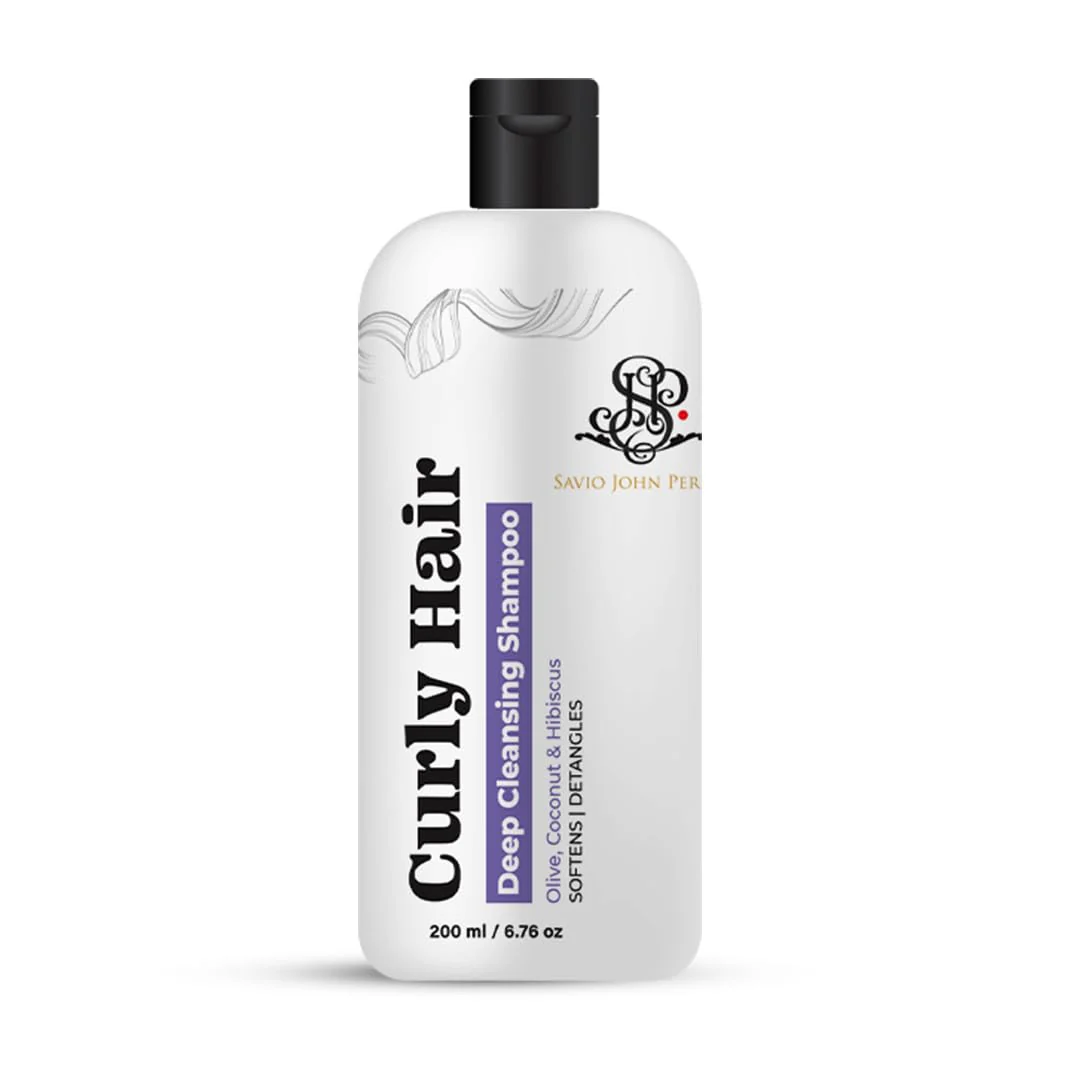 SAVIO JOHN PER
Curly Hair
Deep Cleansing Shampoo
Olive, Coconut & Hibiscus
SOFTENS | DETANGLES
200 ml / 6.76 oz